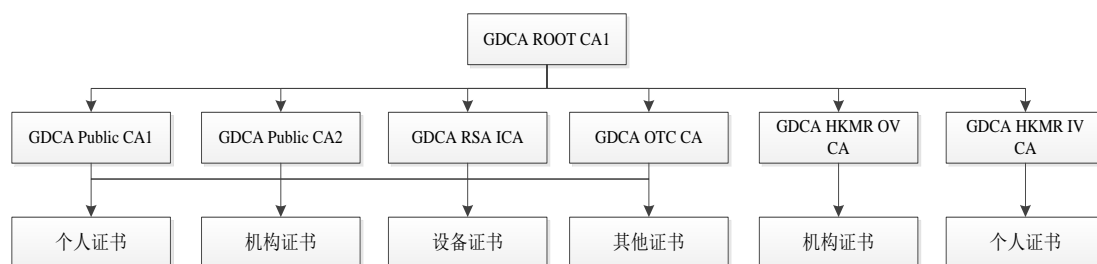 GDCA ROOT CA1
GDCA Public CA1
GDCA Public CA2
GDCA RSA ICA
GDCA OTC CA
GDCA HKMR OV
CA
GDCA HKMR IV
CA
个人证书
机构证书
设备证书
其他证书
机构证书
个人证书